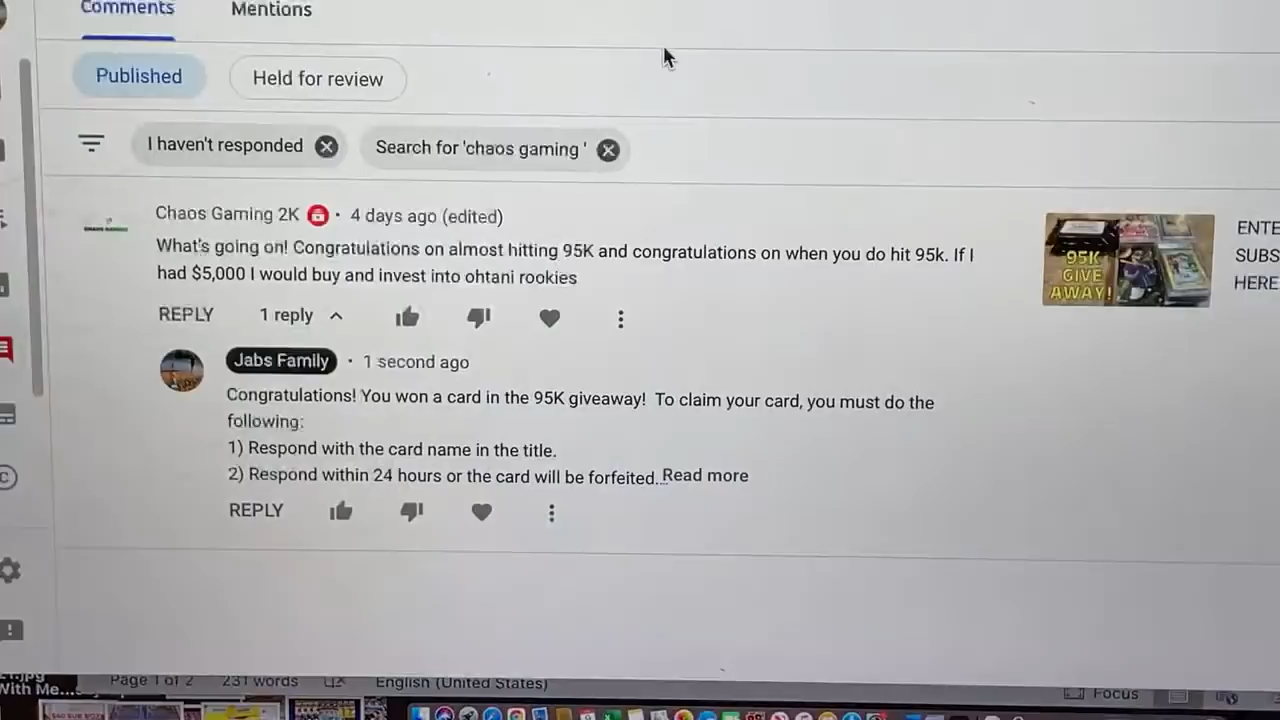 Comments
Mentions
Published
Held for review
I haven't responded
Search for 'chaos gaming '
Chaos Gaming 2K • 4 days ago (edited)
What's going on! Congratulations on almost hitting 95K and congratulations on when you do hit 95k. If I
had $5,000 I would buy and invest into ohtani rookies
95K
GIVE
AWAY!
ENTE
SUBS
HERE
REPLY
1 reply
Jabs Family • 1 second ago
Congratulations! You won a card in the 95K giveaway! To claim your card, you must do the
following:
1) Respond with the card name in the title.
2) Respond within 24 hours or the card will be forfeited...Read more
REPLY
With Me...
Page 1 of 2
231 words
English (United States)
Focus